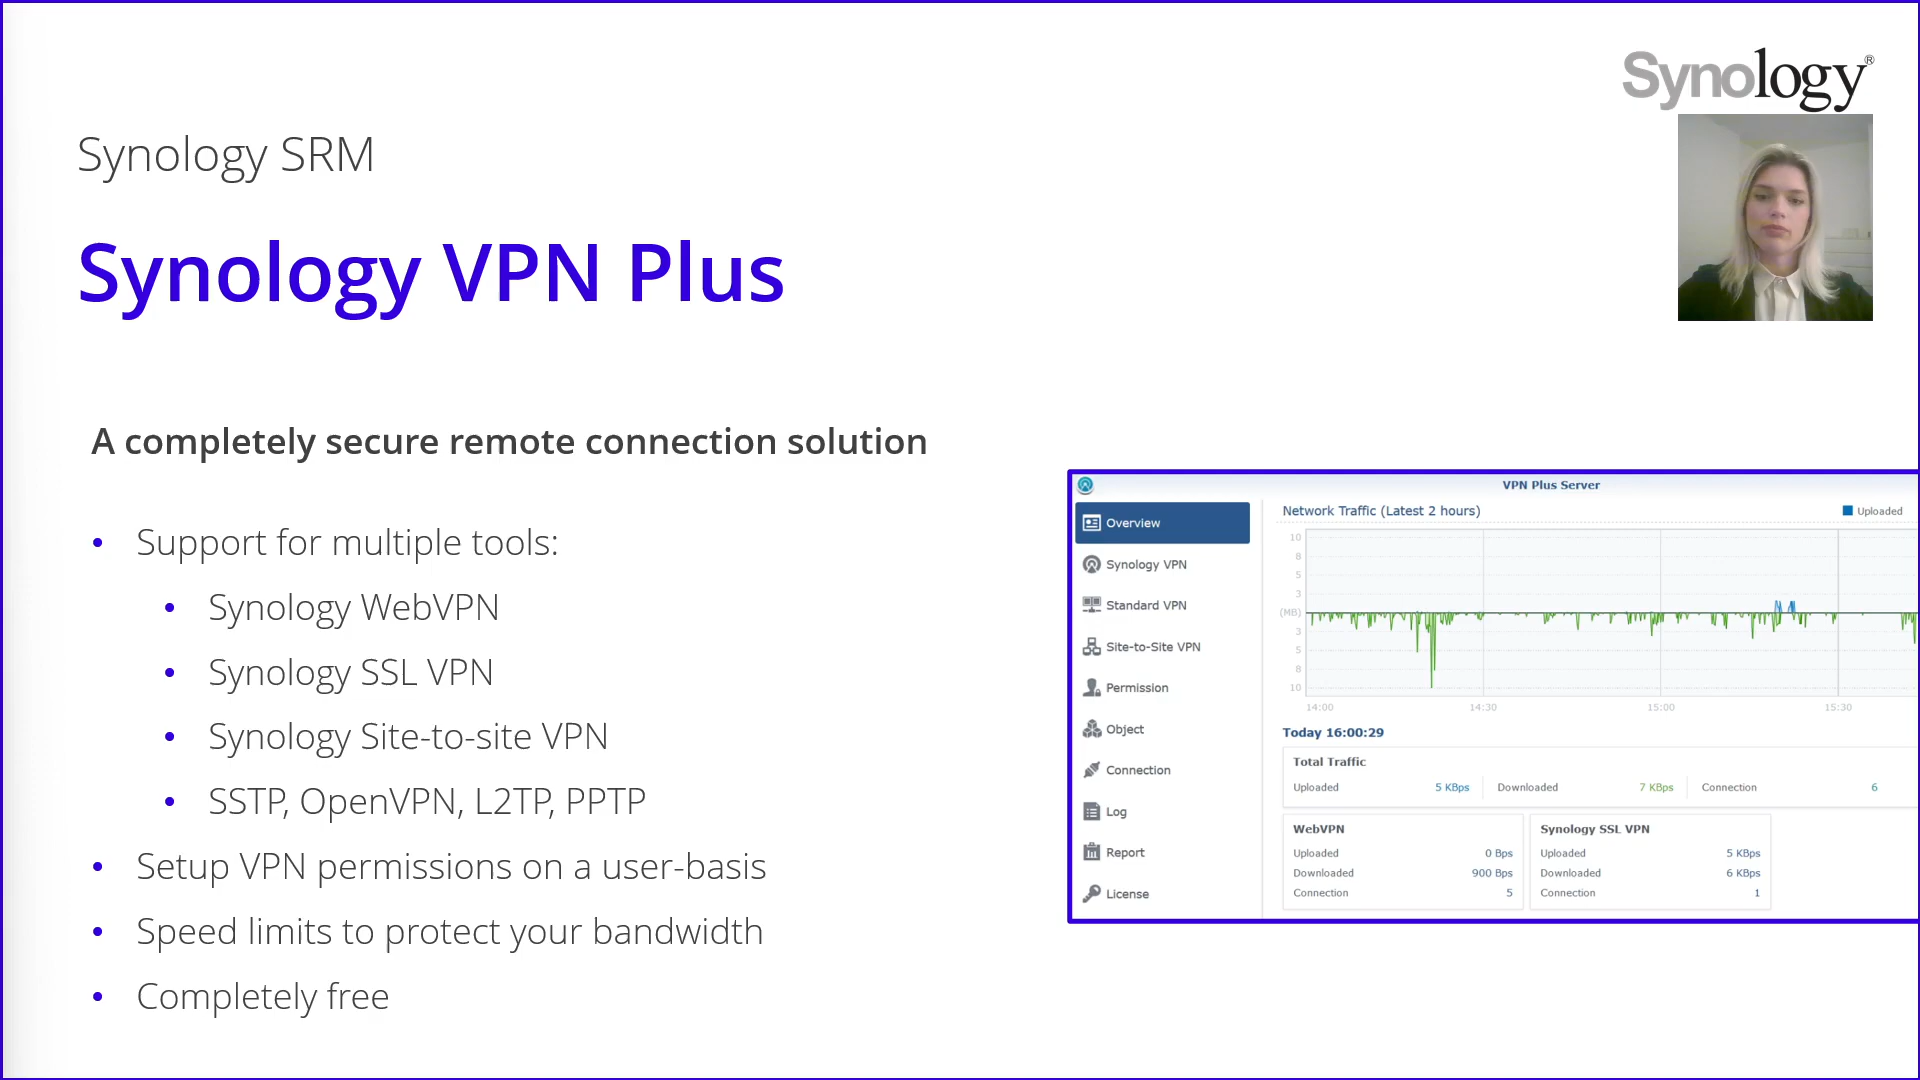 Synology®
Synology SRM
Synology VPN Plus
A completely secure remote connection solution
• Support for multiple tools:
• Synology WebVPN
• Synology SSL VPN
• Synology Site-to-site VPN
• SSTP, OpenVPN, L2TP, PPTP
• Setup VPN permissions on a user-basis
• Speed limits to protect your bandwidth
• Completely free
VPN Plus Server
Overview
Synology VPN
Standard VPN
Site-to-Site VPN
Permission
Object
Connection
Log
Report
License
Network Traffic (Latest 2 hours)
Uploaded
10
8
5
3
(MB)
3
5
8
10
14:00 14:30 15:00 15:30
Today 16:00:29
Total Traffic
Uploaded 5 KBps Downloaded 7 KBps Connection 6
WebVPN
Uploaded 0 Bps
Downloaded 900 Bps
Connection 5
Synology SSL VPN
Uploaded 5 KBps
Downloaded 6 KBps
Connection 1